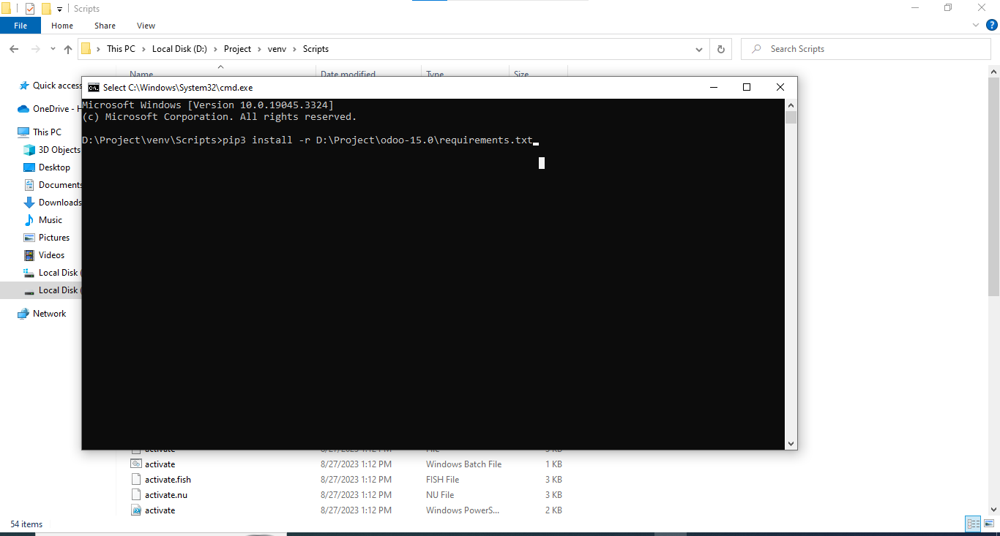 Scripts
File Home Share View
This PC Local Disk (D:) Project venv Scripts
Search Scripts
Name Date modified Type Size
Quick access
OneDrive - H
This PC
3D Objects
Desktop
Documents
Downloads
Music
Pictures
Videos
Local Disk (
Local Disk (
Network
Select C:\Windows\System32\cmd.exe
Microsoft Windows [Version 10.0.19045.3324]
(c) Microsoft Corporation. All rights reserved.
D:\Project\venv\Scripts>pip3 install -r D:\Project\odoo-15.0\requirements.txt
activate 8/27/2023 1:12 PM File 3 KB
activate 8/27/2023 1:12 PM Windows Batch File 1 KB
activate.fish 8/27/2023 1:12 PM FISH File 3 KB
activate.nu 8/27/2023 1:12 PM NU File 3 KB
activate 8/27/2023 1:12 PM Windows PowerS... 2 KB
54 items